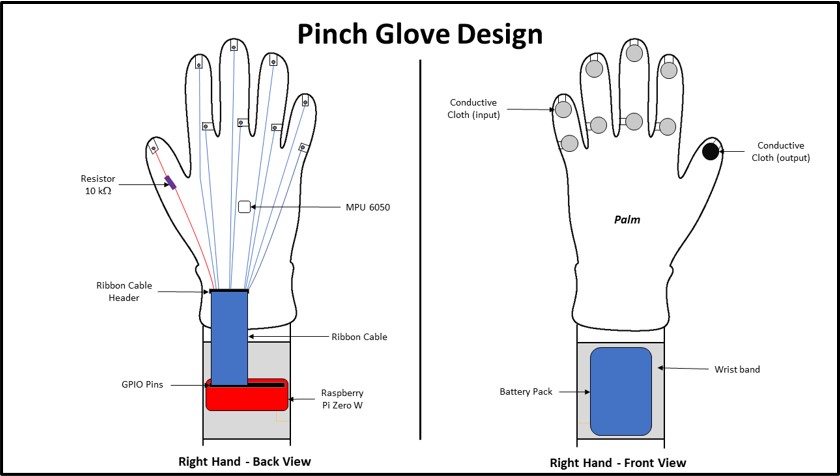 Pinch Glove Design
Resistor
10 kΩ
MPU 6050
Ribbon Cable
Header
Ribbon Cable
GPIO Pins
Raspberry
Pi Zero W
Right Hand - Back View
Conductive
Cloth (input)
Conductive
Cloth (output)
Palm
Wrist band
Battery Pack
Right Hand - Front View